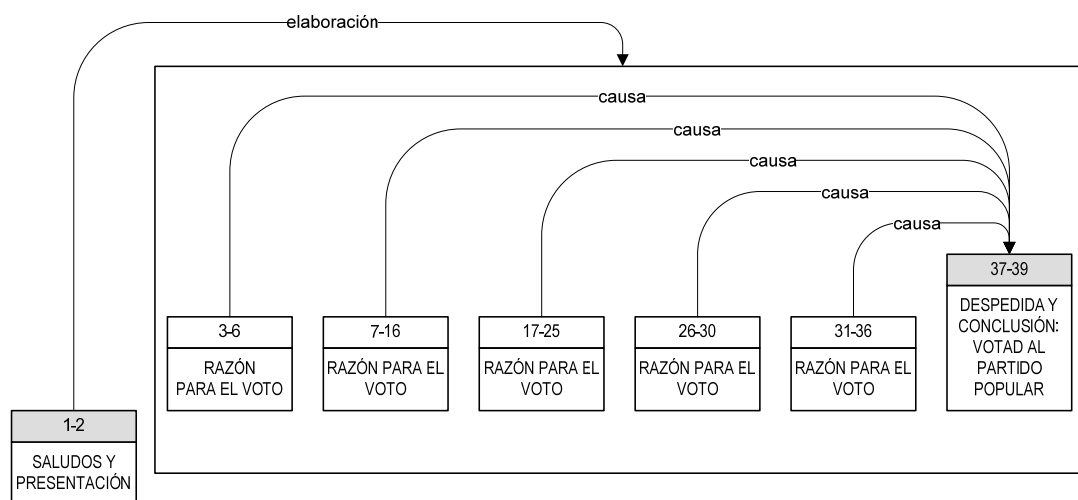 elaboración
causa
causa
causa
causa
causa
37-39
DESPEDIDA Y
CONCLUSIÓN:
VOTAD AL
PARTIDO
POPULAR
3-6
RAZÓN
PARA EL VOTO
7-16
RAZÓN PARA EL
VOTO
17-25
RAZÓN PARA EL
VOTO
26-30
RAZÓN PARA EL
VOTO
31-36
RAZÓN PARA EL
VOTO
1-2
SALUDOS Y
PRESENTACIÓN